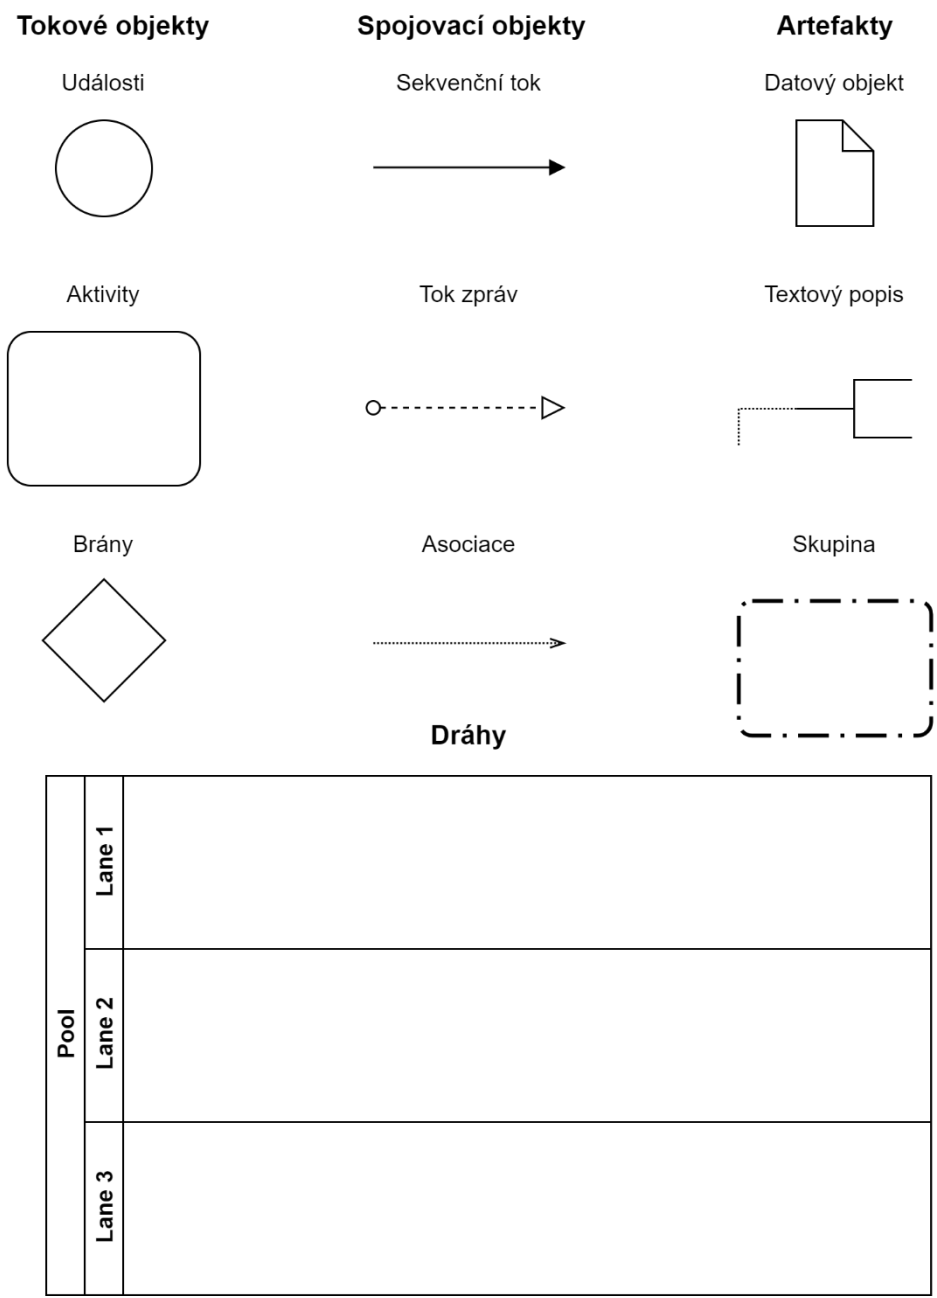 Tokové objekty
Spojovací objekty
Artefakty
Události
Sekvenční tok
Datový objekt
Aktivity
Tok zpráv
Textový popis
Brány
Asociace
Skupina
Dráhy
Pool
Lane 1
Lane 2
Lane 3